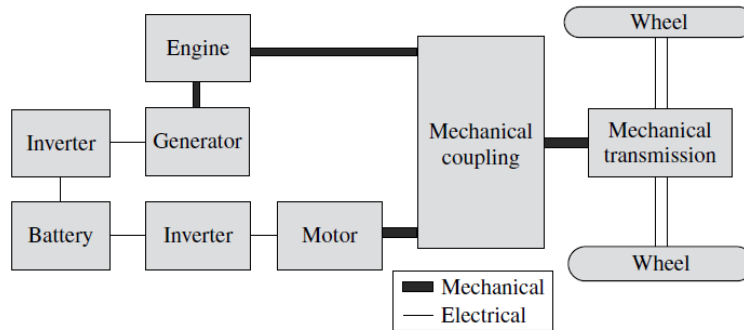 Wheel
Engine
Inverter
Generator
Mechanical
coupling
Mechanical
transmission
Battery
Inverter
Motor
Wheel
Mechanical
Electrical